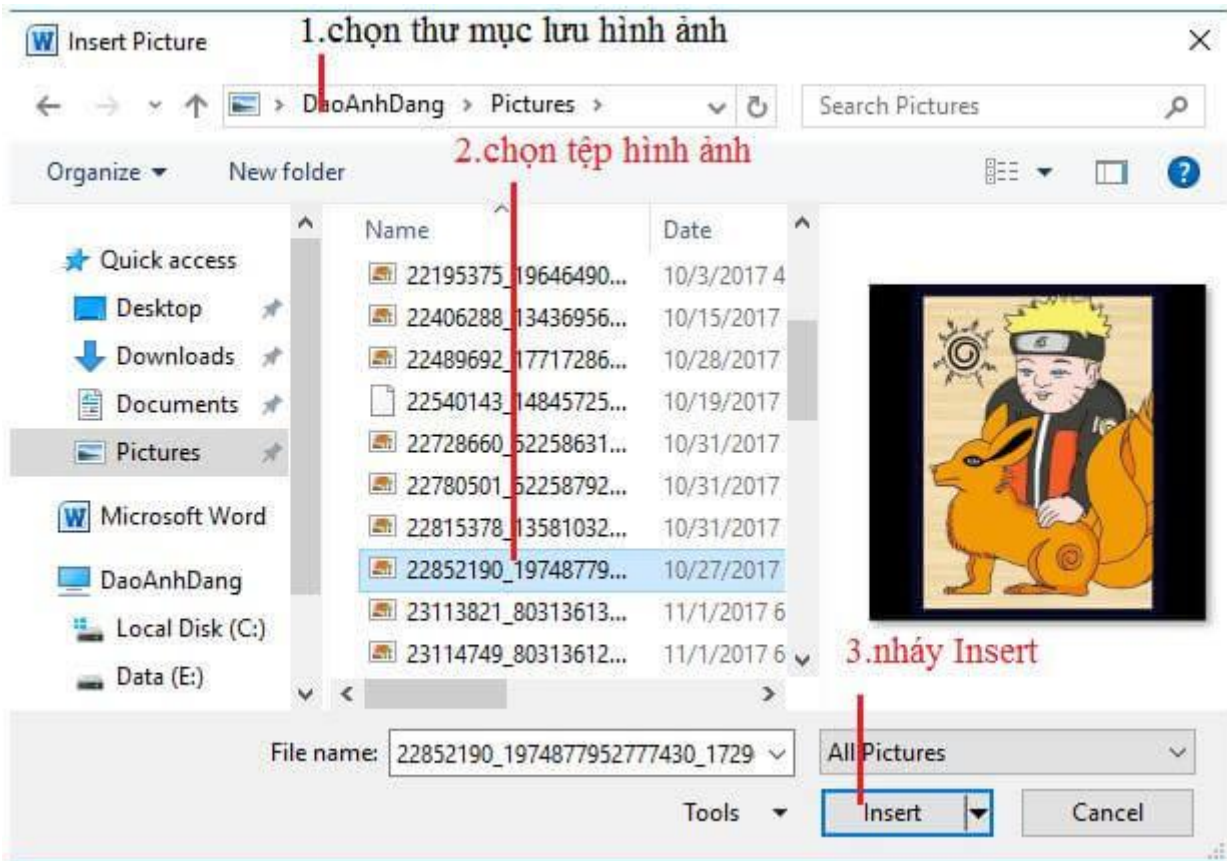 Insert Picture
1.chọn thư mục lưu hình ảnh
DaoAnhDang > Pictures >
Search Pictures
2.chọn tệp hình ảnh
Organize
New folder
Name
Date
Quick access
Desktop
Downloads
Documents
Pictures
Microsoft Word
DaoAnhDang
Local Disk (C:)
Data (E:)
22195375_19646490... 10/3/2017 4
22406288_13436956... 10/15/2017
22489692_17717286... 10/28/2017
22540143_14845725... 10/19/2017
22728660_52258631... 10/31/2017
22780501_52258792... 10/31/2017
22815378_13581032... 10/31/2017
22852190_19748779... 10/27/2017
23113821_80313613... 11/1/2017 6
23114749_80313612... 11/1/2017 6
3.nháy Insert
File name: 22852190_1974877952777430_1729
All Pictures
Tools
Insert
Cancel